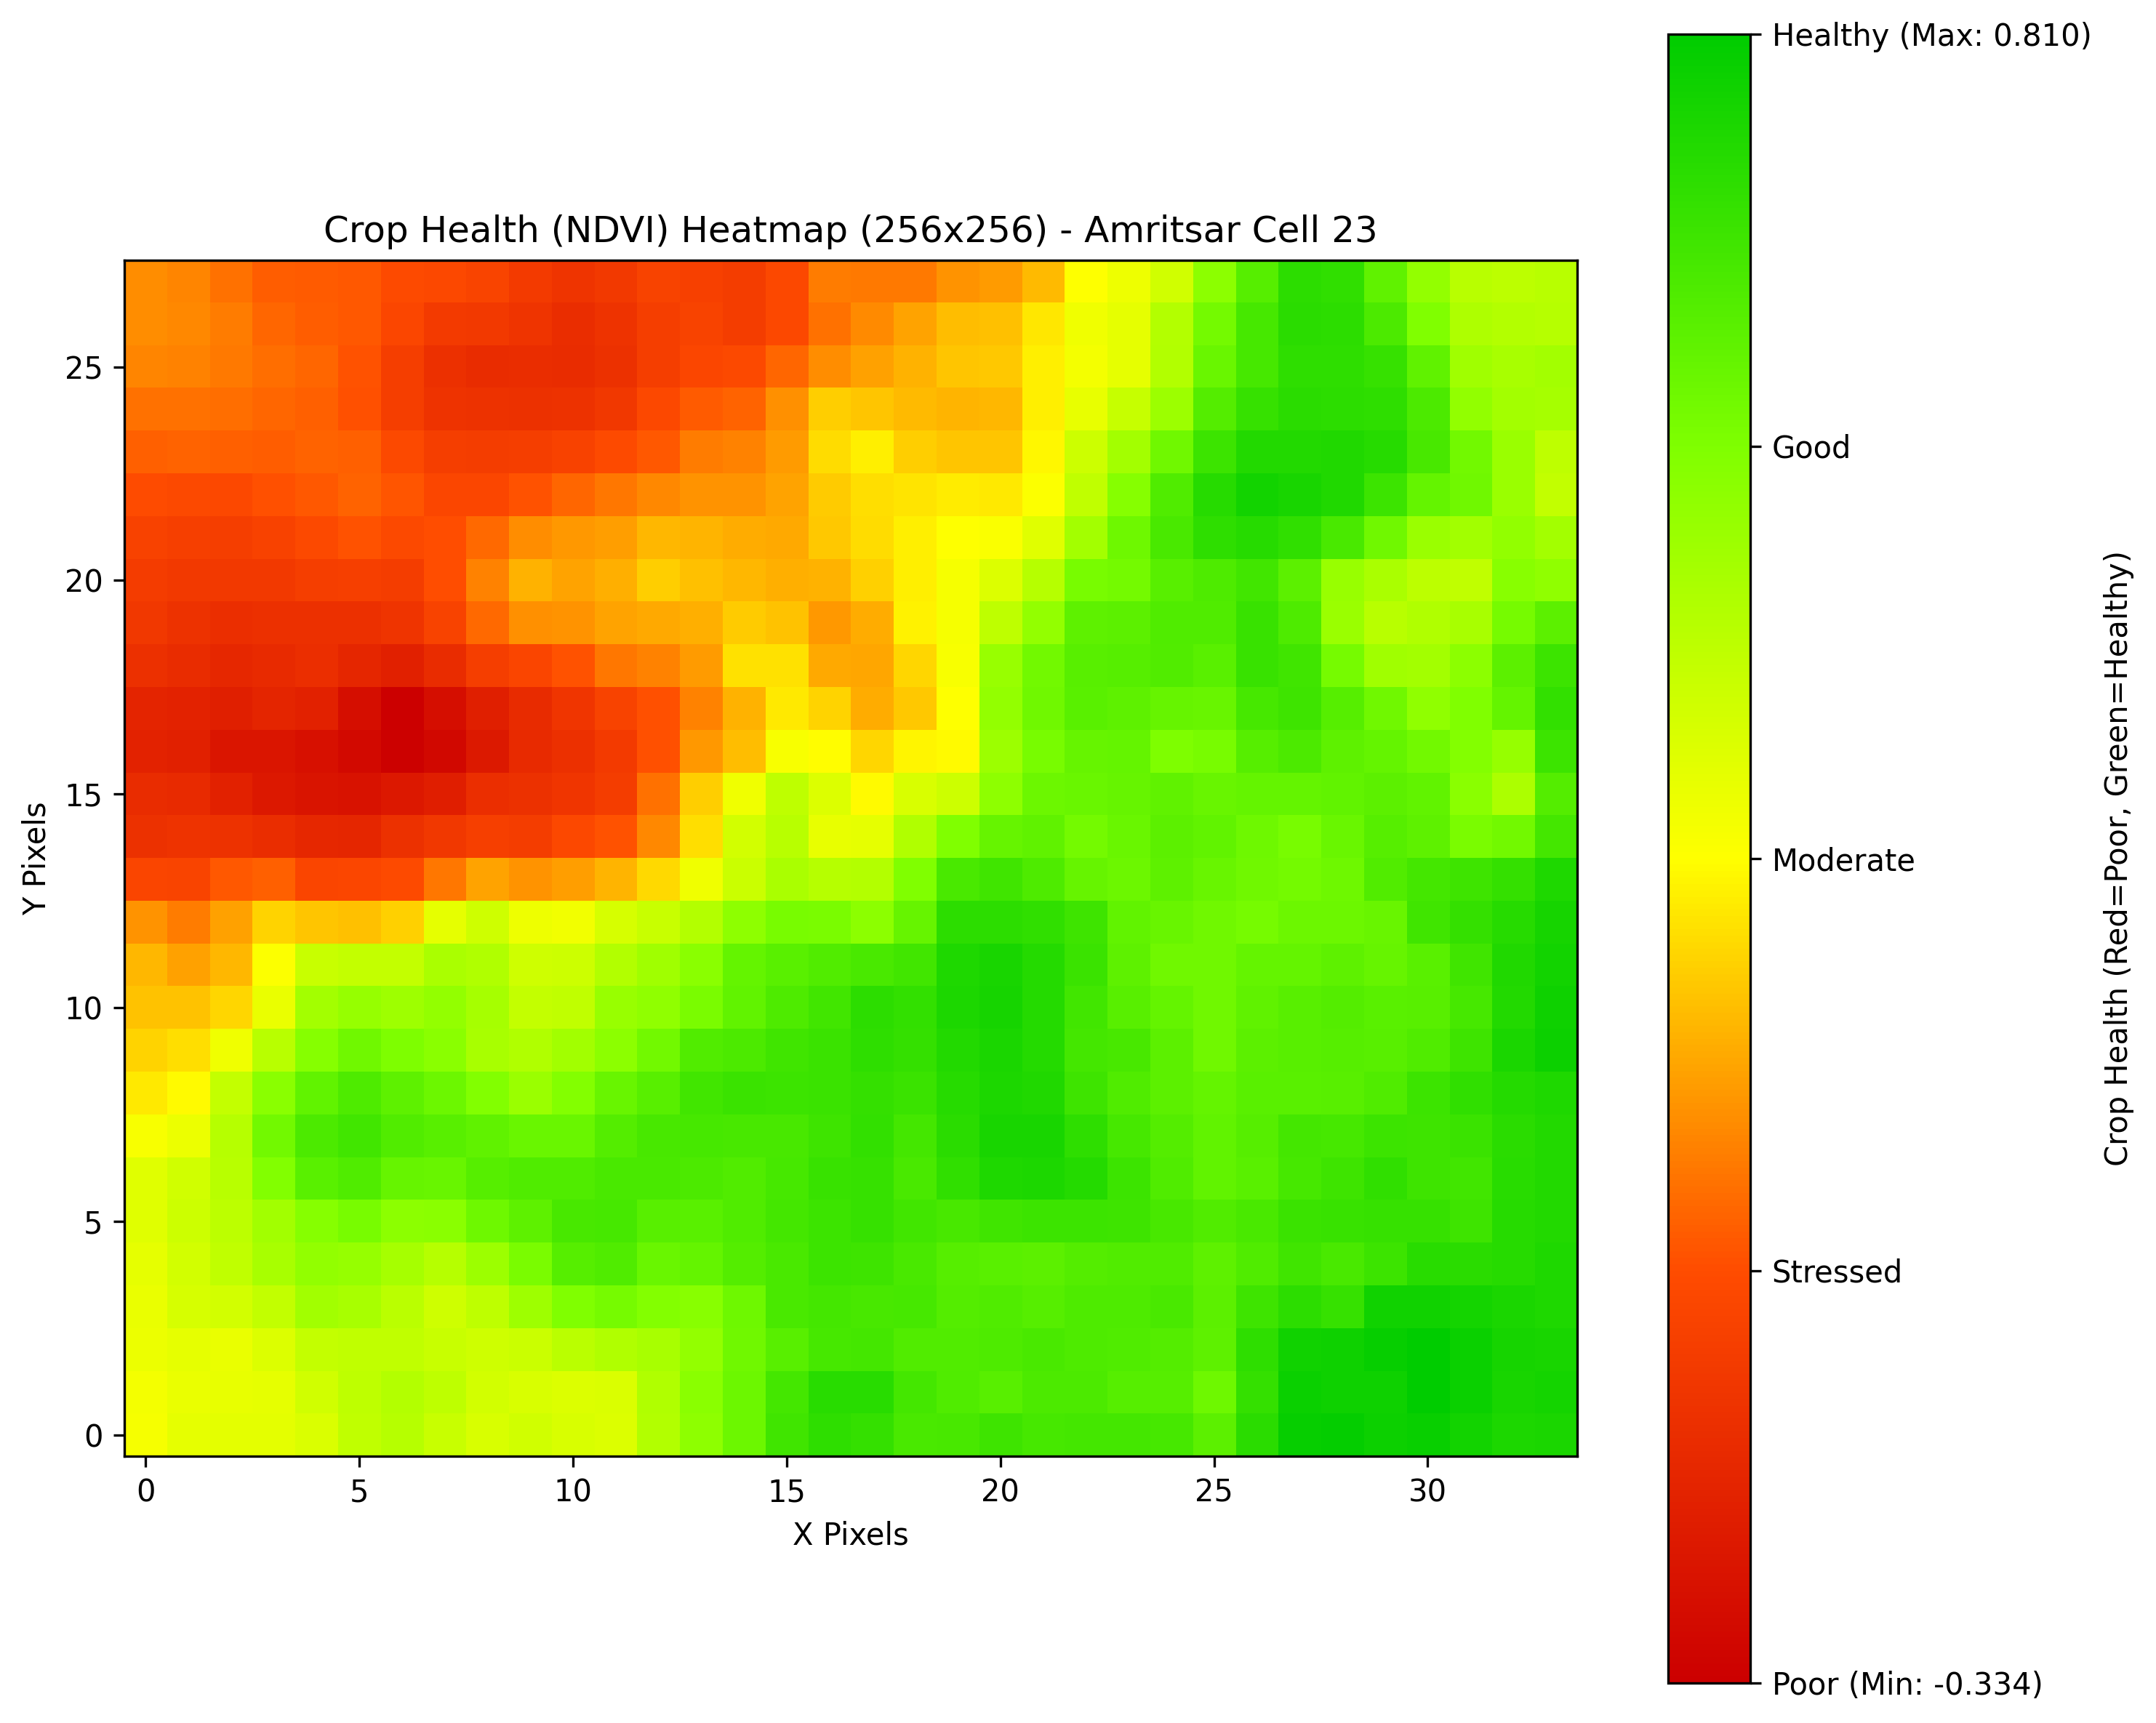 Crop Health (NDVI) Heatmap (256x256) - Amritsar Cell 23
Y Pixels
25
20
15
10
5
0
0 5 10 15 20 25 30
X Pixels
Healthy (Max: 0.810)
Good
Moderate
Stressed
Poor (Min: -0.334)
Crop Health (Red=Poor, Green=Healthy)